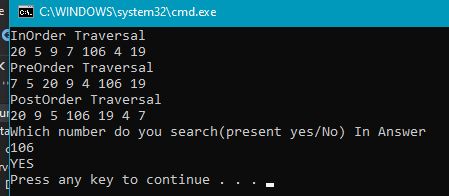 C:\WINDOWS\system32\cmd.exe
InOrder Traversal
20 5 9 7 106 4 19
PreOrder Traversal
7 5 20 9 4 106 19
PostOrder Traversal
20 9 5 106 19 4 7
Which number do you search(present yes/No) In Answer
106
YES
Press any key to continue . . .